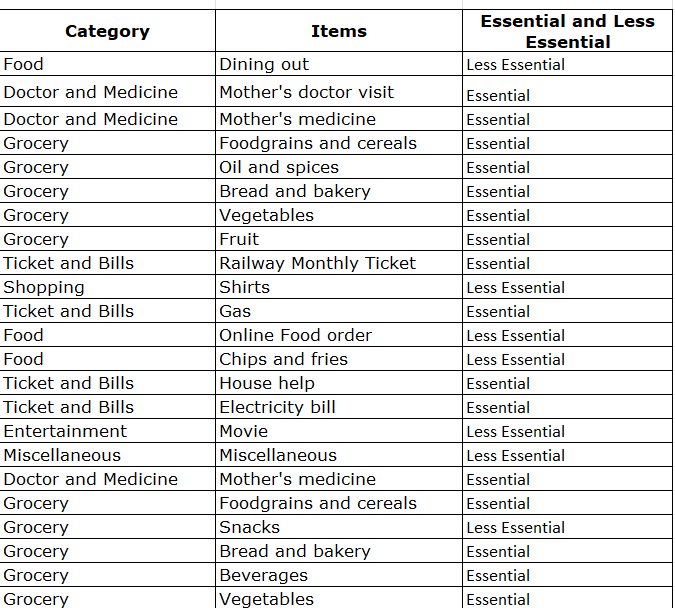 Category Items Essential and Less Essential
Food Dining out Less Essential
Doctor and Medicine Mother's doctor visit Essential
Doctor and Medicine Mother's medicine Essential
Grocery Foodgrains and cereals Essential
Grocery Oil and spices Essential
Grocery Bread and bakery Essential
Grocery Vegetables Essential
Grocery Fruit Essential
Ticket and Bills Railway Monthly Ticket Essential
Shopping Shirts Less Essential
Ticket and Bills Gas Essential
Food Online Food order Less Essential
Food Chips and fries Less Essential
Ticket and Bills House help Essential
Ticket and Bills Electricity bill Essential
Entertainment Movie Less Essential
Miscellaneous Miscellaneous Less Essential
Doctor and Medicine Mother's medicine Essential
Grocery Foodgrains and cereals Essential
Grocery Snacks Less Essential
Grocery Bread and bakery Essential
Grocery Beverages Essential
Grocery Vegetables Essential